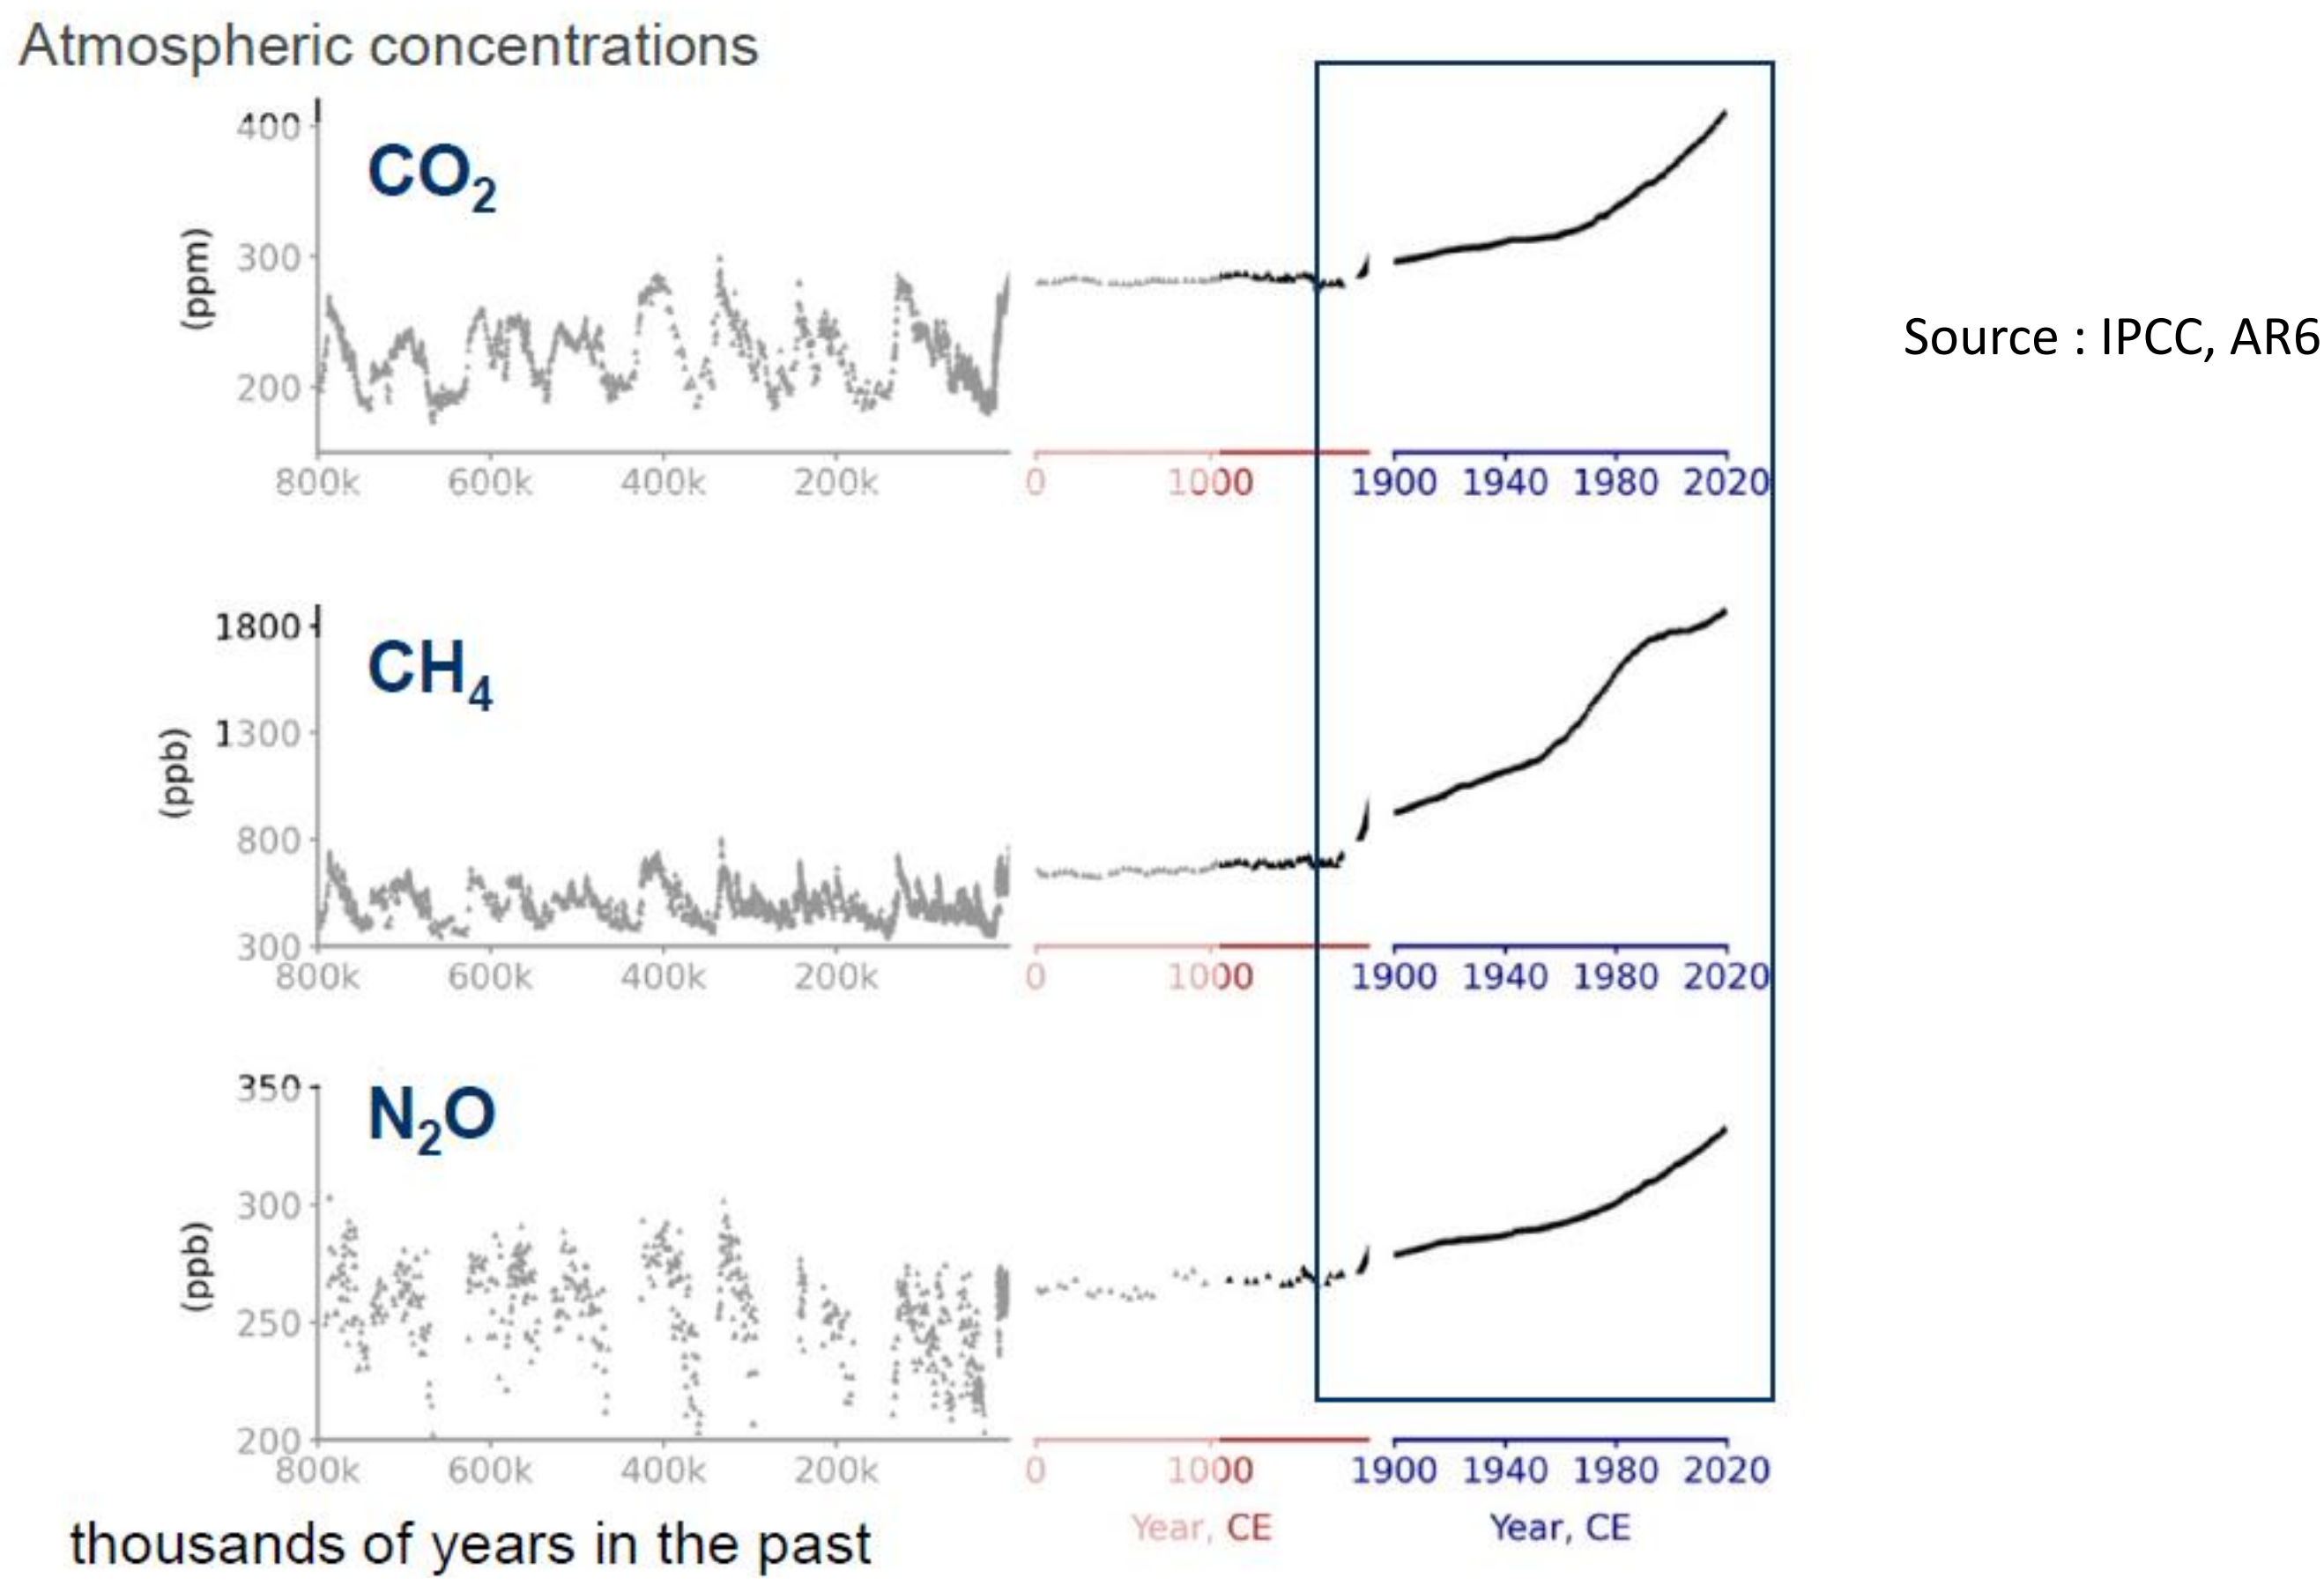 Atmospheric concentrations
CO₂
(ppm)
400
300
200
800k 600k 400k 200k 0 1000 1900 1940 1980 2020
Source : IPCC, AR6
CH₄
(ppb)
1800
1300
800
300
800k 600k 400k 200k 0 1000 1900 1940 1980 2020
N₂O
(ppb)
350
300
250
200
800k 600k 400k 200k 0 1000 1900 1940 1980 2020
Year, CE Year, CE
thousands of years in the past